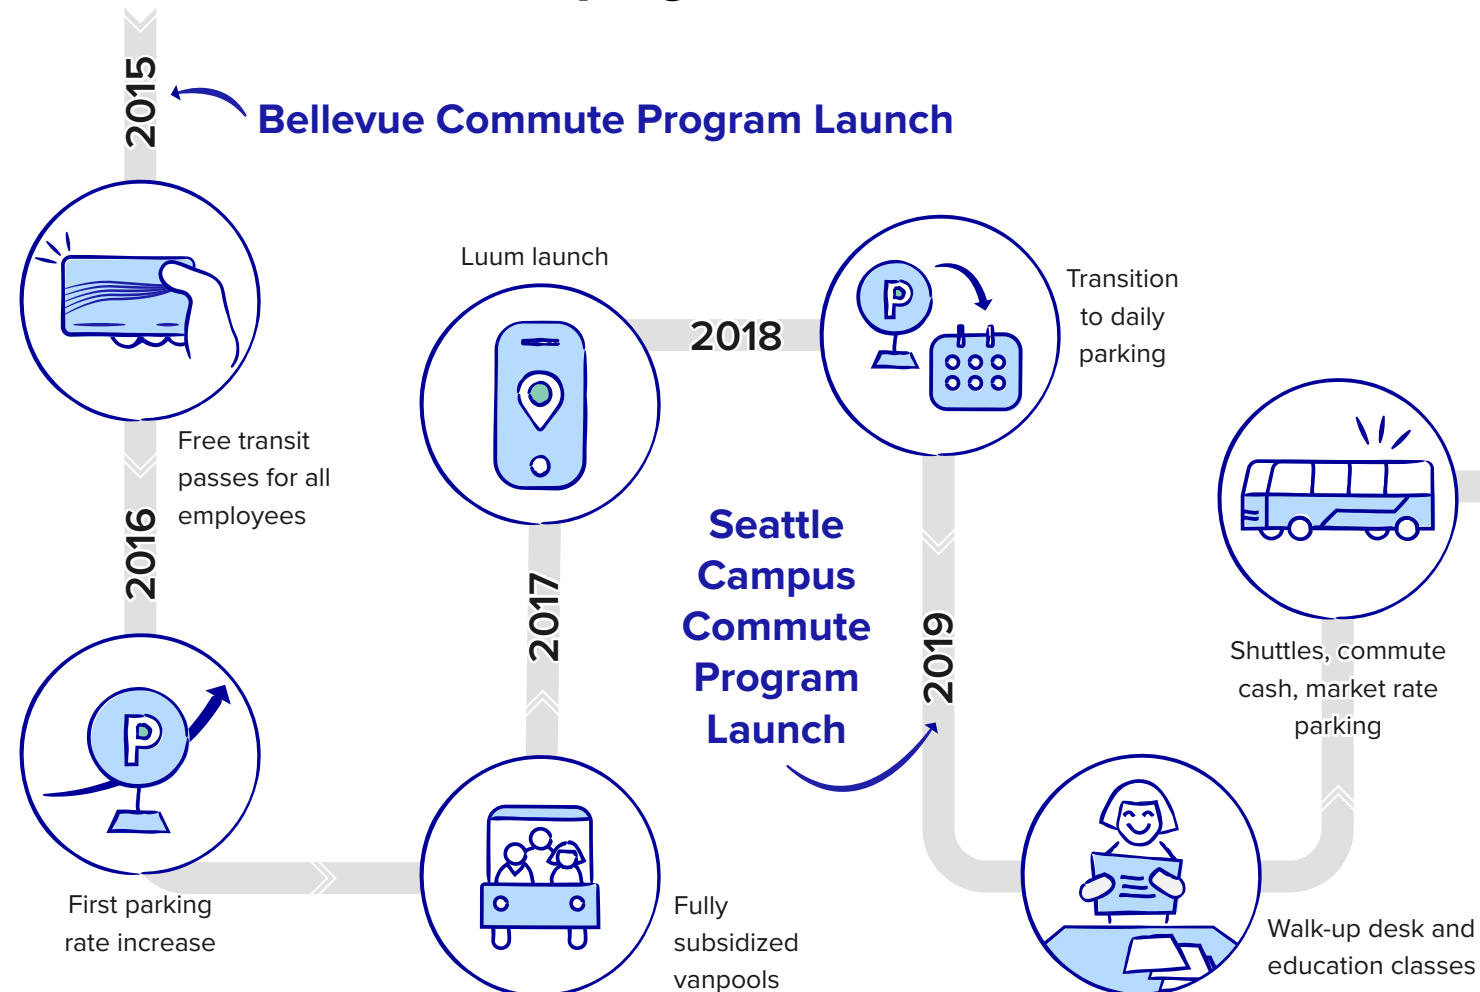 2015
Bellevue Commute Program Launch
Free transit
passes for all
employees
2016
First parking
rate increase
Fully
subsidized
vanpools
2017
Luum launch
2018
Transition
to daily
parking
Seattle
Campus
Commute
Program
Launch
2019
Walk-up desk and
education classes
Shuttles, commute
cash, market rate
parking
P
P